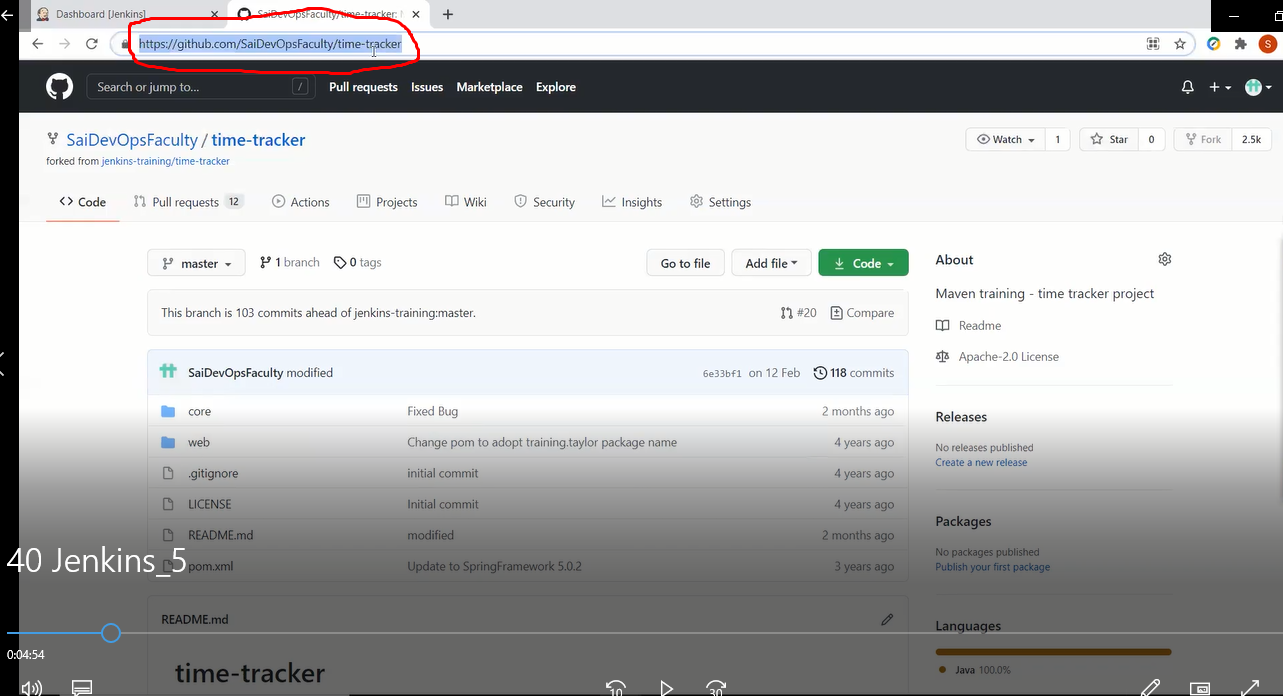 Dashboard [Jenkins]
SaiDevOpsFaculty/time-tracker:
https://github.com/SaiDevOpsFaculty/time-tracker
S
Search or jump to...
/
Pull requests
Issues
Marketplace
Explore
SaiDevOpsFaculty / time-tracker
Watch
1
Star
0
Fork
2.5k
forked from jenkins-training/time-tracker
Code
Pull requests 12
Actions
Projects
Wiki
Security
Insights
Settings
master
1 branch
0 tags
Go to file
Add file
Code
This branch is 103 commits ahead of jenkins-training:master.
#20
Compare
SaiDevOpsFaculty modified
6e33bf1 on 12 Feb
118 commits
core Fixed Bug 2 months ago
web Change pom to adopt training.taylor package name 4 years ago
.gitignore initial commit 4 years ago
LICENSE Initial commit 4 years ago
README.md modified 2 months ago
pom.xml Update to SpringFramework 5.0.2 3 years ago
README.md
time-tracker
About
Maven training - time tracker project
Readme
Apache-2.0 License
Releases
No releases published
Create a new release
Packages
No packages published
Publish your first package
Languages
Java 100.0%
40 Jenkins_5
0:04:54
10
30